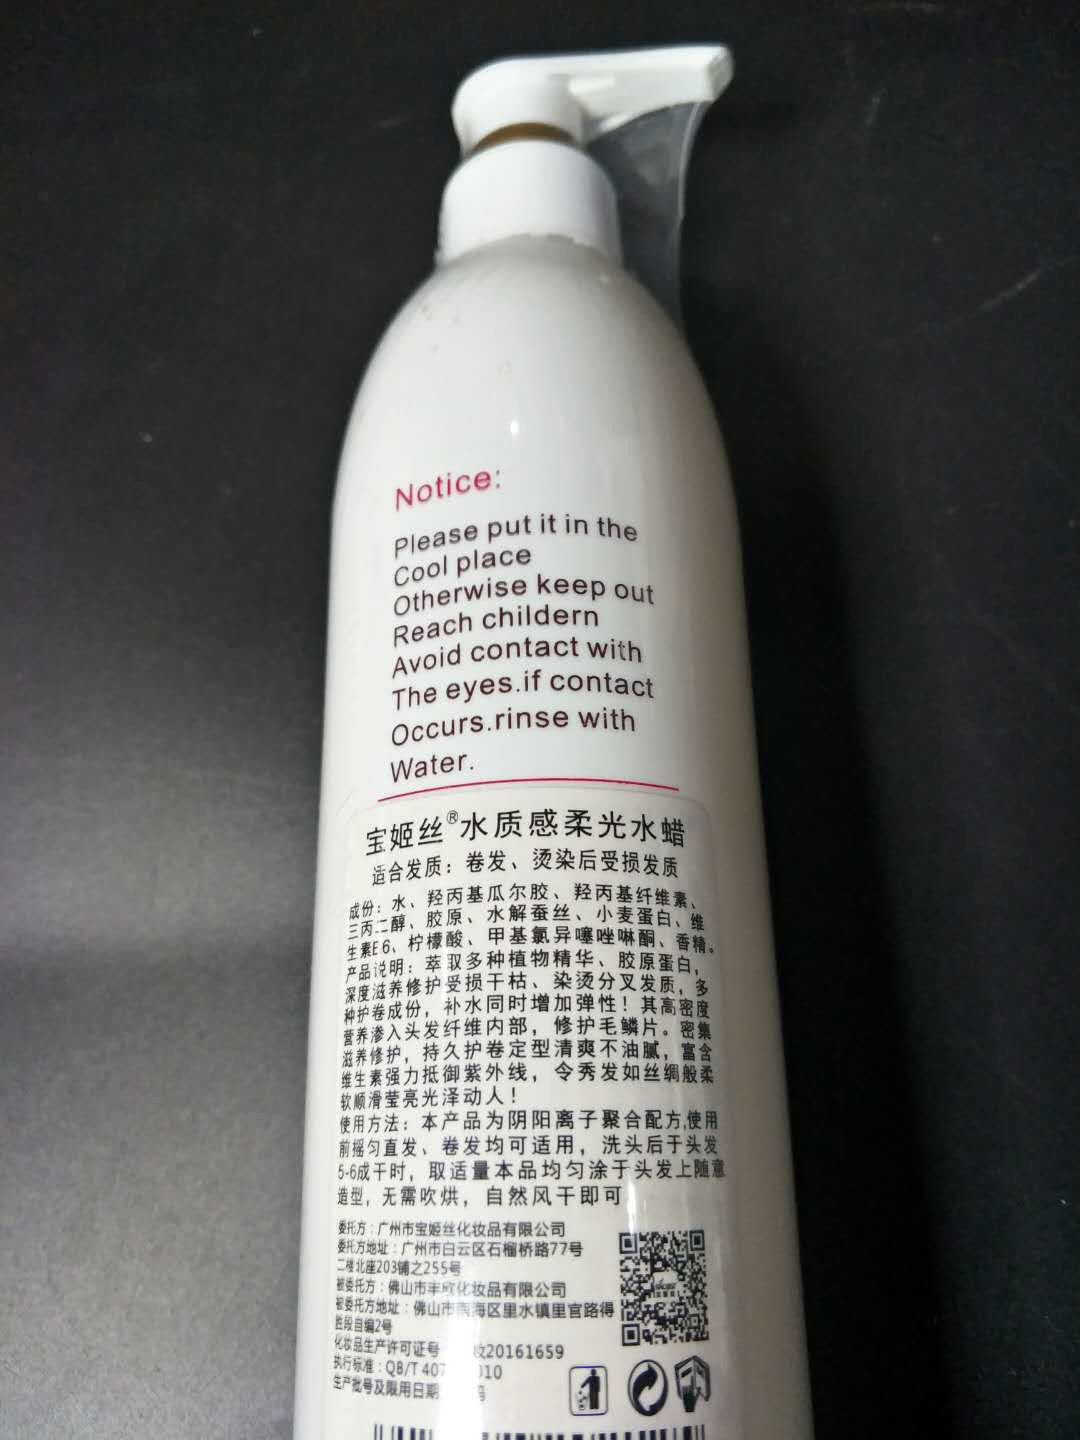 Notice:
Please put it in the
Cool place
Otherwise keep out
Reach childern
Avoid contact with
The eyes.if contact
Occurs.rinse with
Water.
宝姬丝®水质感柔光水蜡
适合发质：卷发、烫染后受损发质
成份：水、羟丙基瓜尔胶、羟丙基纤维素、
三丙二醇、胶原、水解蚕丝、小麦蛋白、维
生素E6、柠檬酸、甲基氯异噻唑啉酮、香精。
产品说明：萃取多种植物精华、胶原蛋白，
深度滋养修护受损干枯、染烫分叉发质，多
种护卷成份，补水同时增加弹性！其高密度
营养渗入头发纤维内部，修护毛鳞片。密集
滋养修护，持久护卷定型清爽不油腻，富含
维生素强力抵御紫外线，令秀发如丝绸般柔
软顺滑莹亮光泽动人！
使用方法：本产品为阴阳离子聚合配方,使用
前摇匀直发、卷发均可适用，洗头后于头发
5-6成干时，取适量本品均匀涂于头发上随意
造型，无需吹烘，自然风干即可
委托方：广州市宝姬丝化妆品有限公司
委托方地址：广州市白云区石榴桥路77号
二楼北座203铺之255号
被委托方：佛山市丰欣化妆品有限公司
被委托方地址：佛山市南海区里水镇里官路得
胜段自编2号
化妆品生产许可证号 妆20161659
执行标准：QB/T 407 010
生产批号及限用日期 码